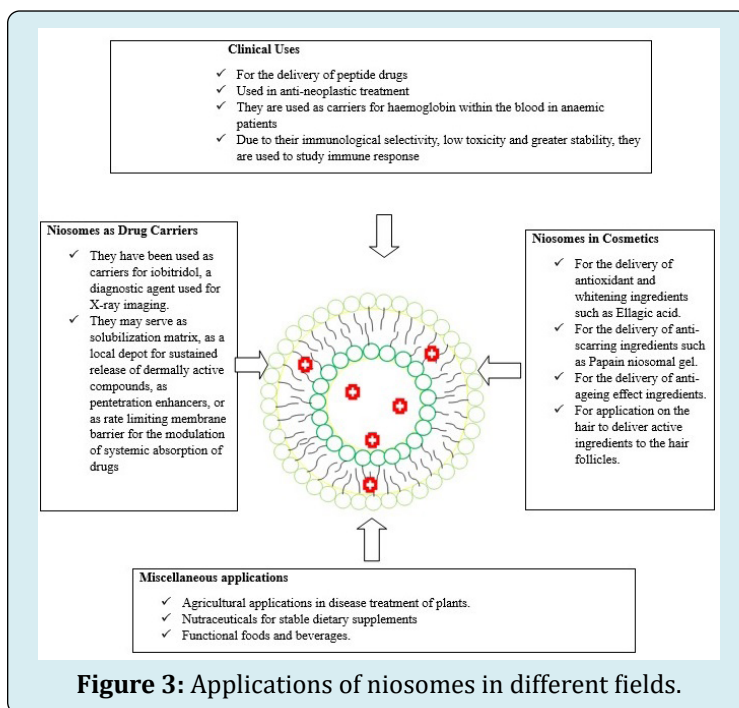 Clinical Uses
✓ For the delivery of peptide drugs
✓ Used in anti-neoplastic treatment
✓ They are used as carriers for haemoglobin within the blood in anaemic
patients
✓ Due to their immunological selectivity, low toxicity and greater stability, they
are used to study immune response
Niosomes as Drug Carriers
✓ They have been used as
carriers for iobitridol, a
diagnostic agent used for
X-ray imaging.
✓ They may serve as
solubilization matrix, as a
local depot for sustained
release of dermally active
compounds, as
pentetration enhancers, or
as rate limiting membrane
barrier for the modulation
of systemic absorption of
drugs
Niosomes in Cosmetics
✓ For the delivery of
antioxidant and
whitening ingredients
such as Ellagic acid.
✓ For the delivery of anti-
scarring ingredients such
as Papain niosomal gel.
✓ For the delivery of anti-
ageing effect ingredients.
✓ For application on the
hair to deliver active
ingredients to the hair
follicles.
Miscellaneous applications
✓ Agricultural applications in disease treatment of plants.
✓ Nutraceuticals for stable dietary supplements
✓ Functional foods and beverages.
Figure 3: Applications of niosomes in different fields.